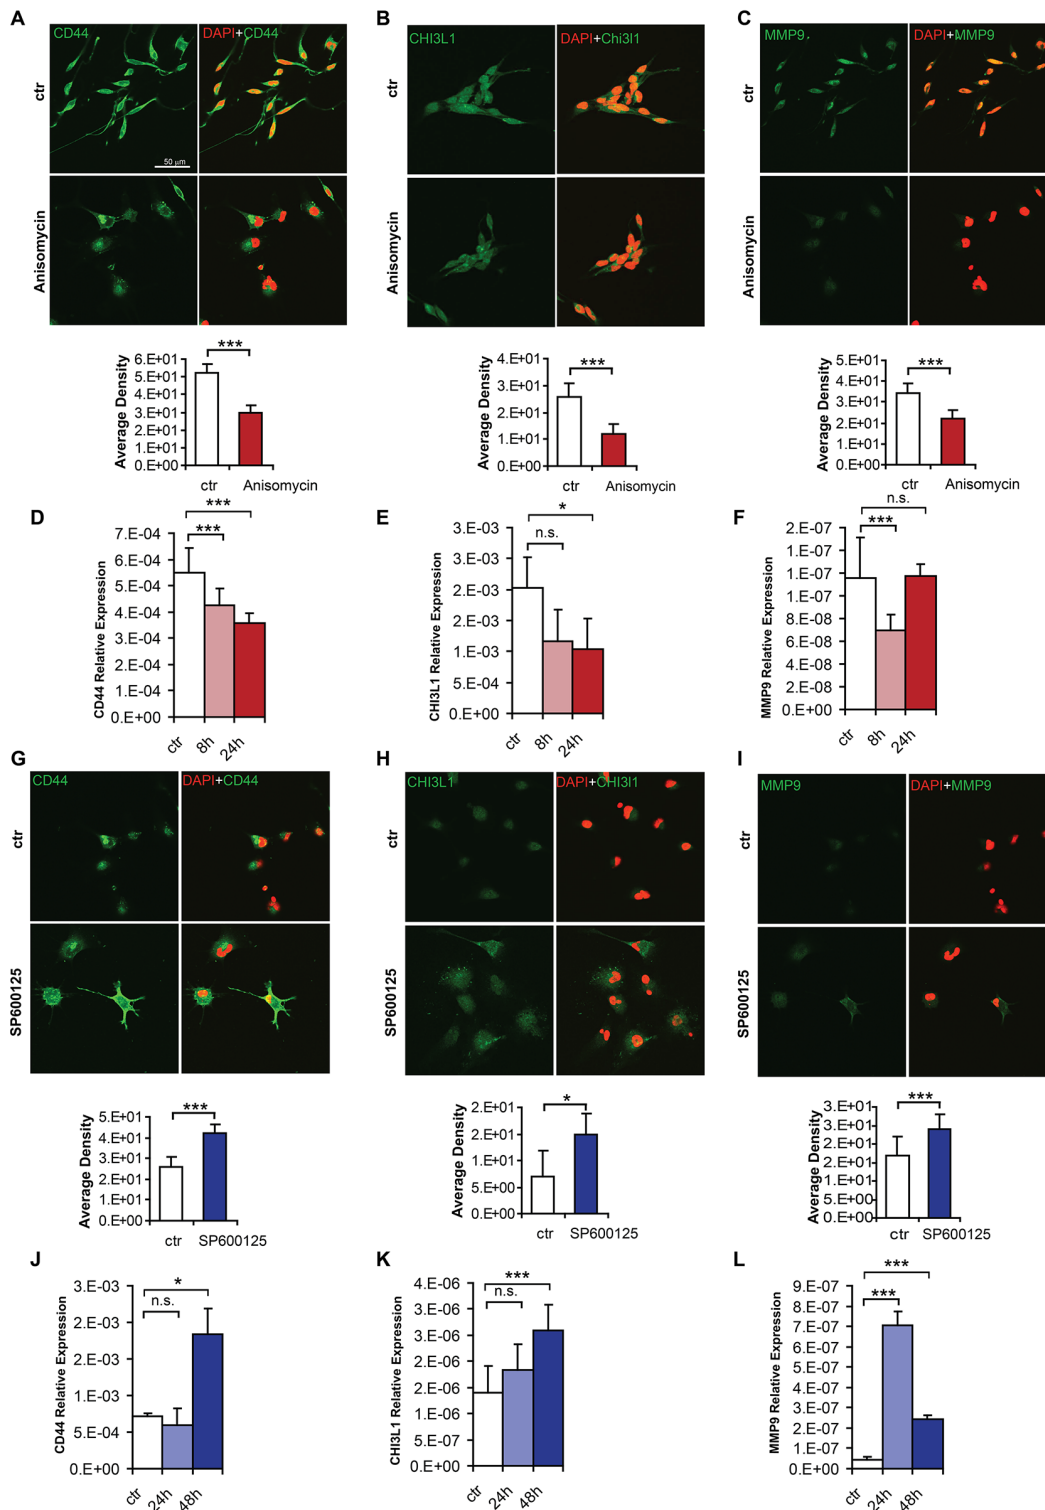 A
CD44
DAPI+CD44
ctr
50 μm
Anisomycin
Average Density
6.E+01
5.E+01
4.E+01
3.E+01
2.E+01
1.E+01
0.E+00
***
ctr
Anisomycin
B
CHI3L1
DAPI+Chi3l1
ctr
Anisomycin
Average Density
4.E+01
3.E+01
2.E+01
1.E+01
0.E+00
***
ctr
Anisomycin
C
MMP9
DAPI+MMP9
ctr
Anisomycin
Average Density
5.E+01
4.E+01
3.E+01
2.E+01
1.E+01
0.E+00
***
ctr
Anisomycin
D
CD44 Relative Expression
7.E-04
6.E-04
5.E-04
4.E-04
3.E-04
2.E-04
1.E-04
0.E+00
***
***
ctr
8h
24h
E
CHI3L1 Relative Expression
3.E-03
3.E-03
2.E-03
2.E-03
1.E-03
5.E-04
0.E+00
*
n.s.
ctr
8h
24h
F
MMP9 Relative Expression
2.E-07
1.E-07
1.E-07
1.E-07
8.E-08
6.E-08
4.E-08
2.E-08
0.E+00
n.s.
***
ctr
8h
24h
G
CD44
DAPI+CD44
ctr
SP600125
Average Density
5.E+01
4.E+01
3.E+01
2.E+01
1.E+01
0.E+00
***
ctr
SP600125
H
CHI3L1
DAPI+CHI3l1
ctr
SP600125
Average Density
2.E+01
2.E+01
1.E+01
5.E+00
0.E+00
*
ctr
SP600125
I
MMP9
DAPI+MMP9
ctr
SP600125
Average Density
3.E+01
3.E+01
2.E+01
2.E+01
1.E+01
5.E+00
0.E+00
***
ctr
SP600125
J
CD44 Relative Expression
3.E-03
2.E-03
2.E-03
1.E-03
5.E-04
0.E+00
*
n.s.
ctr
24h
48h
K
CHI3L1 Relative Expression
4.E-06
3.E-06
3.E-06
2.E-06
2.E-06
1.E-06
5.E-07
0.E+00
***
n.s.
ctr
24h
48h
L
MMP9 Relative Expression
9.E-07
8.E-07
7.E-07
6.E-07
5.E-07
4.E-07
3.E-07
2.E-07
1.E-07
0.E+00
***
***
ctr
24h
48h